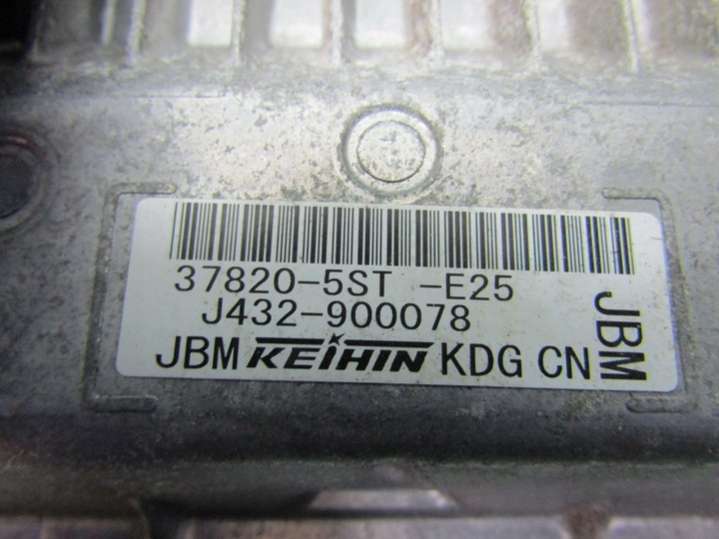 37820-5ST -E25
J432-900078
JBM KEIHIN KDG CN
JBM